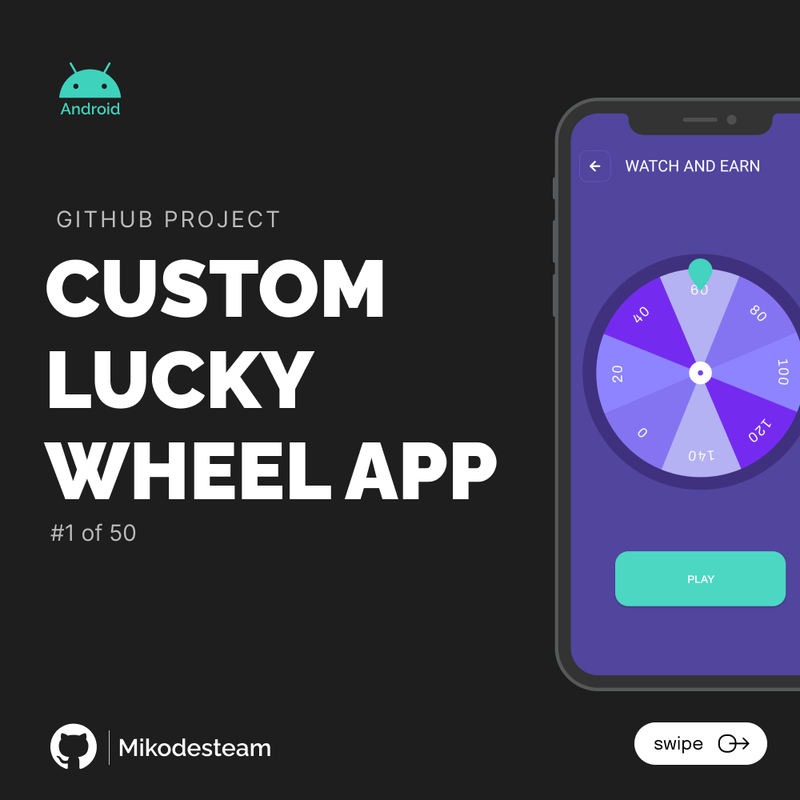 Android
GITHUB PROJECT
CUSTOM
LUCKY
WHEEL APP
#1 of 50
WATCH AND EARN
60
80
100
120
140
0
20
40
PLAY
Mikodesteam
swipe